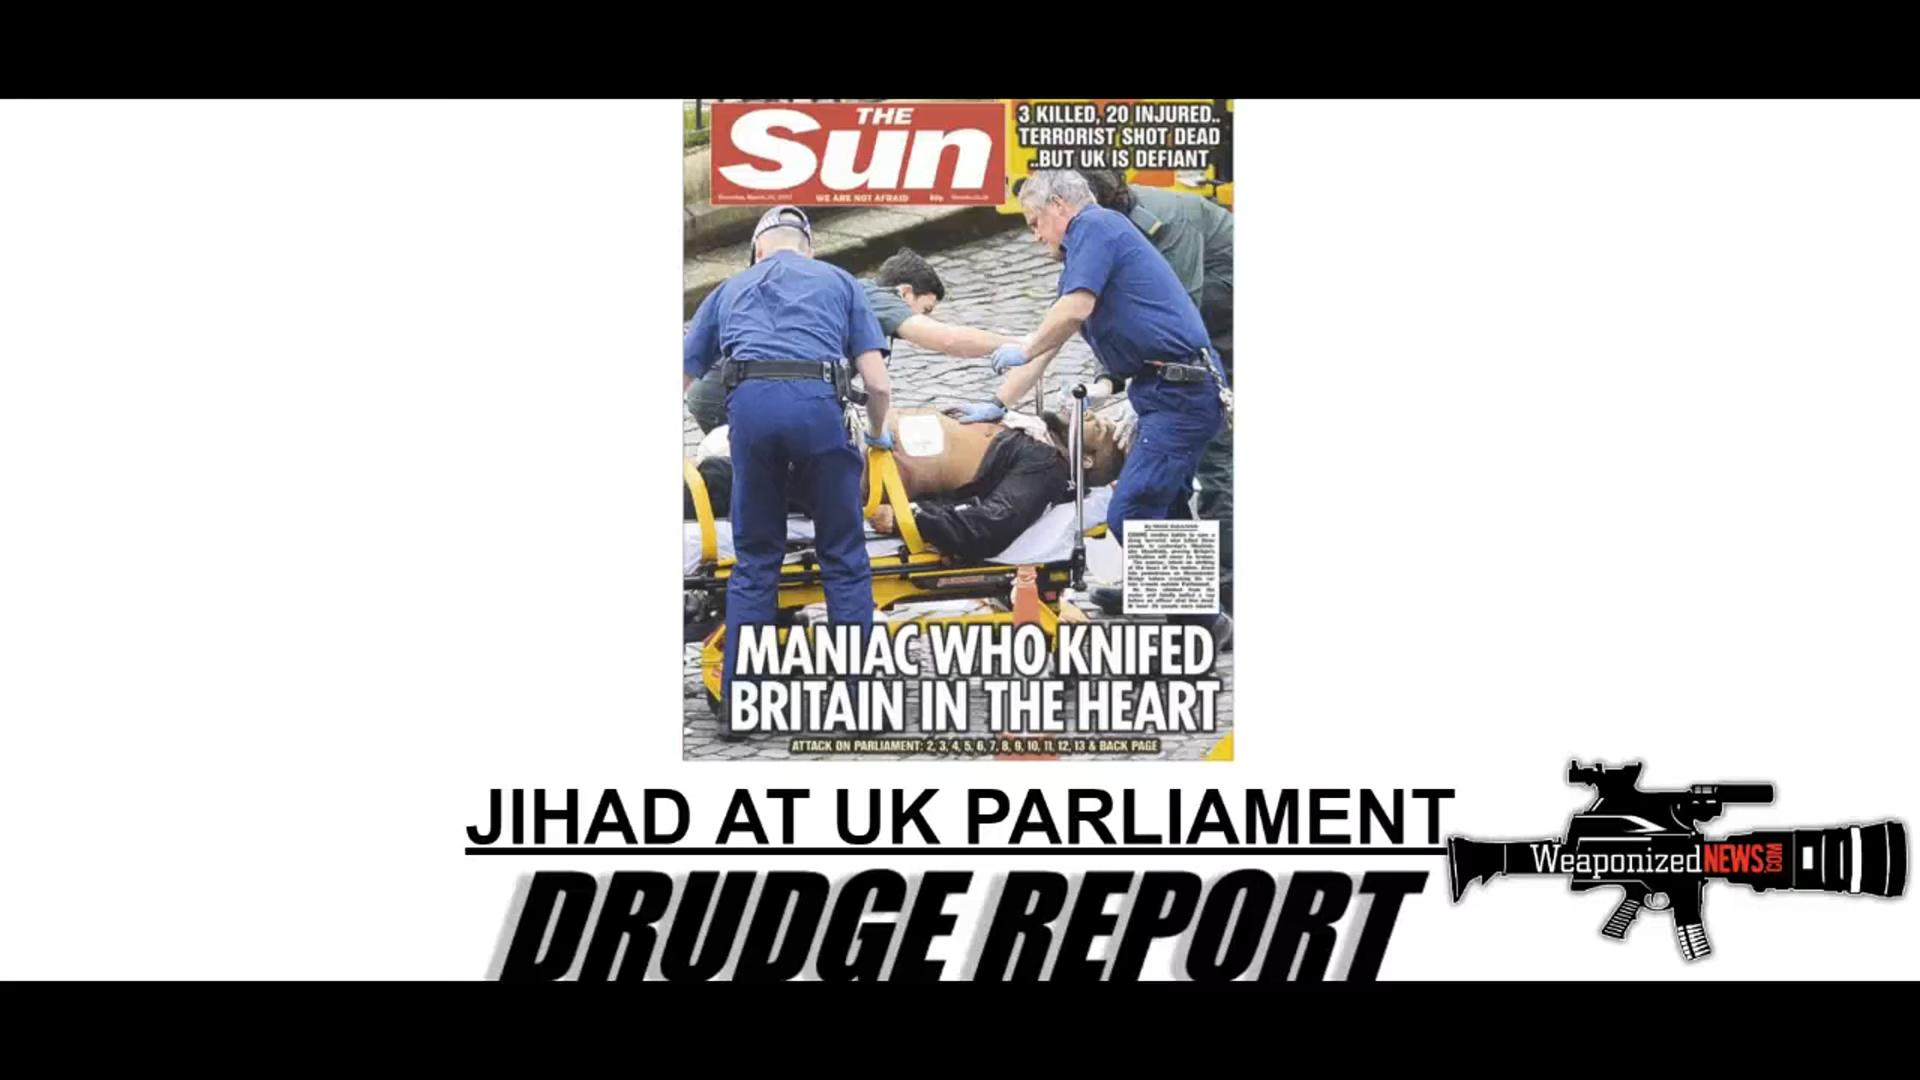 THE
Sun
WE ARE NOT AFRAID
3 KILLED, 20 INJURED..
TERRORIST SHOT DEAD
..BUT UK IS DEFIANT
MANIAC WHO KNIFED
BRITAIN IN THE HEART
ATTACK ON PARLIAMENT: 2, 3, 4, 5, 6, 7, 8, 9, 10, 11, 12, 13 & BACK PAGE
JIHAD AT UK PARLIAMENT
DRUDGE REPORT
WeaponizedNEWS.COM